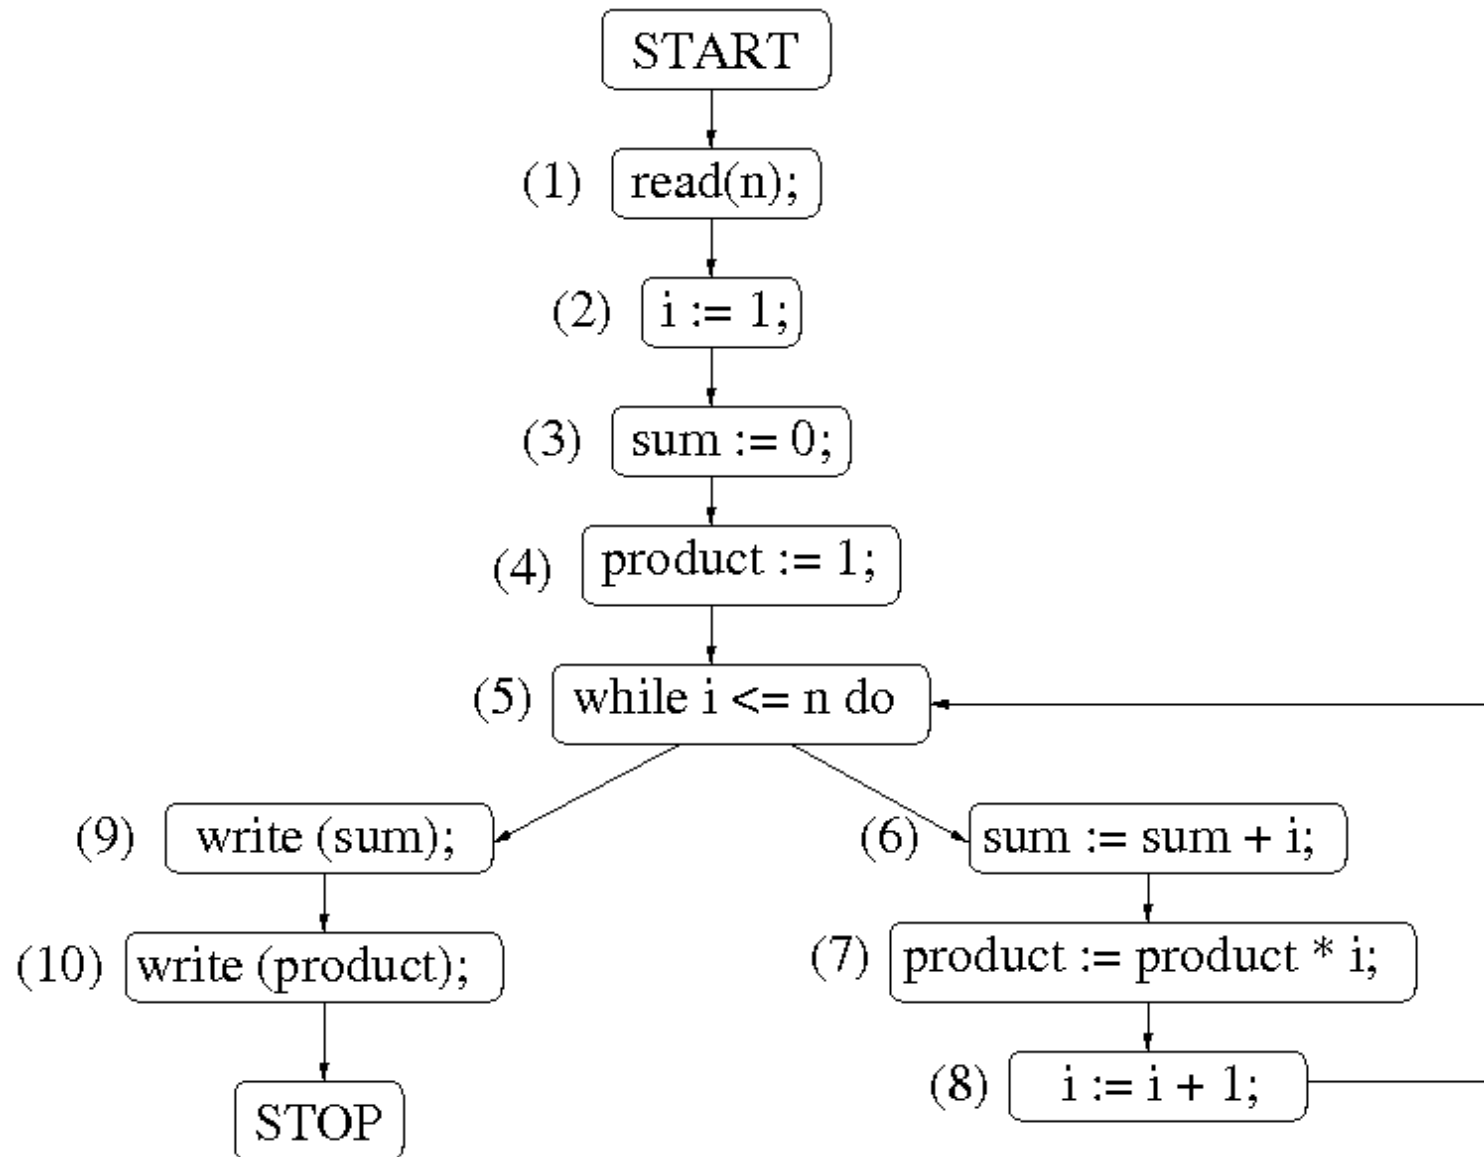 START
(1) read(n);
(2) i := 1;
(3) sum := 0;
(4) product := 1;
(5) while i <= n do
(9) write (sum);
(6) sum := sum + i;
(10) write (product);
(7) product := product * i;
(8) i := i + 1;
STOP